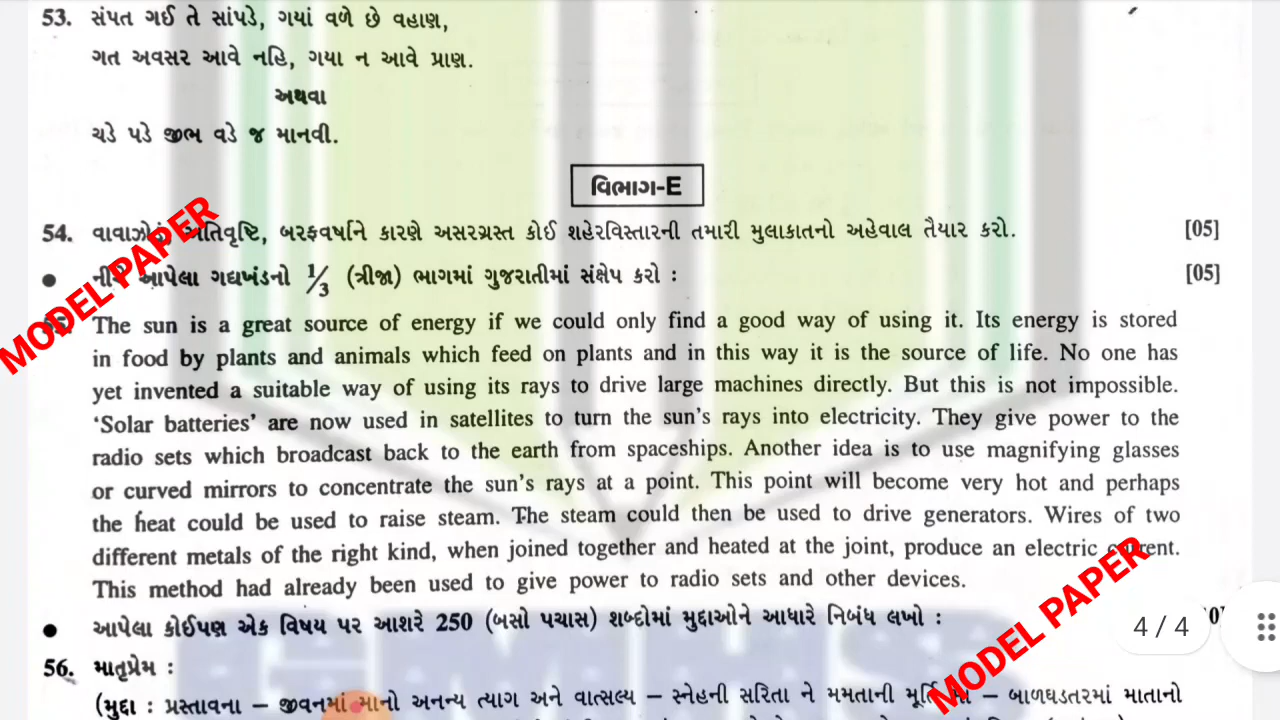 53. સંપત ગઈ તે સાંપડે, ગયાં વળે છે વહાણ,
ગત અવસર આવે નહિ, ગયા ન આવે પ્રાણ.
અથવા
ચડે પડે જીભ વડે જ માનવી.
વિભાગ-E
54. અતિવૃષ્ટિ, બરફવર્ષાને કારણે અસરગ્રસ્ત કોઈ શહેરવિસ્તારની તમારી મુલાકાતનો અહેવાલ તૈયાર કરો. [05]
● નીચે આપેલા ગદ્યખંડનો 1/3 (ત્રીજા) ભાગમાં ગુજરાતીમાં સંક્ષેપ કરો : [05]
The sun is a great source of energy if we could only find a good way of using it. Its energy is stored
in food by plants and animals which feed on plants and in this way it is the source of life. No one has
yet invented a suitable way of using its rays to drive large machines directly. But this is not impossible.
‘Solar batteries’ are now used in satellites to turn the sun’s rays into electricity. They give power to the
radio sets which broadcast back to the earth from spaceships. Another idea is to use magnifying glasses
or curved mirrors to concentrate the sun’s rays at a point. This point will become very hot and perhaps
the heat could be used to raise steam. The steam could then be used to drive generators. Wires of two
different metals of the right kind, when joined together and heated at the joint, produce an electric current.
This method had already been used to give power to radio sets and other devices.
● આપેલા કોઈપણ એક વિષય પર આશરે 250 (બસો પચાસ) શબ્દોમાં મુદ્દાઓને આધારે નિબંધ લખો :
4 / 4
56. માતૃપ્રેમ :
(મુદ્દા : પ્રસ્તાવના – જીવનમાં માનો અનન્ય ત્યાગ અને વાત્સલ્ય – સ્નેહની સરિતા ને મમતાની મૂર્તિ મા – બાળઘડતરમાં માતાનો
MODEL PAPER
MODEL PAPER